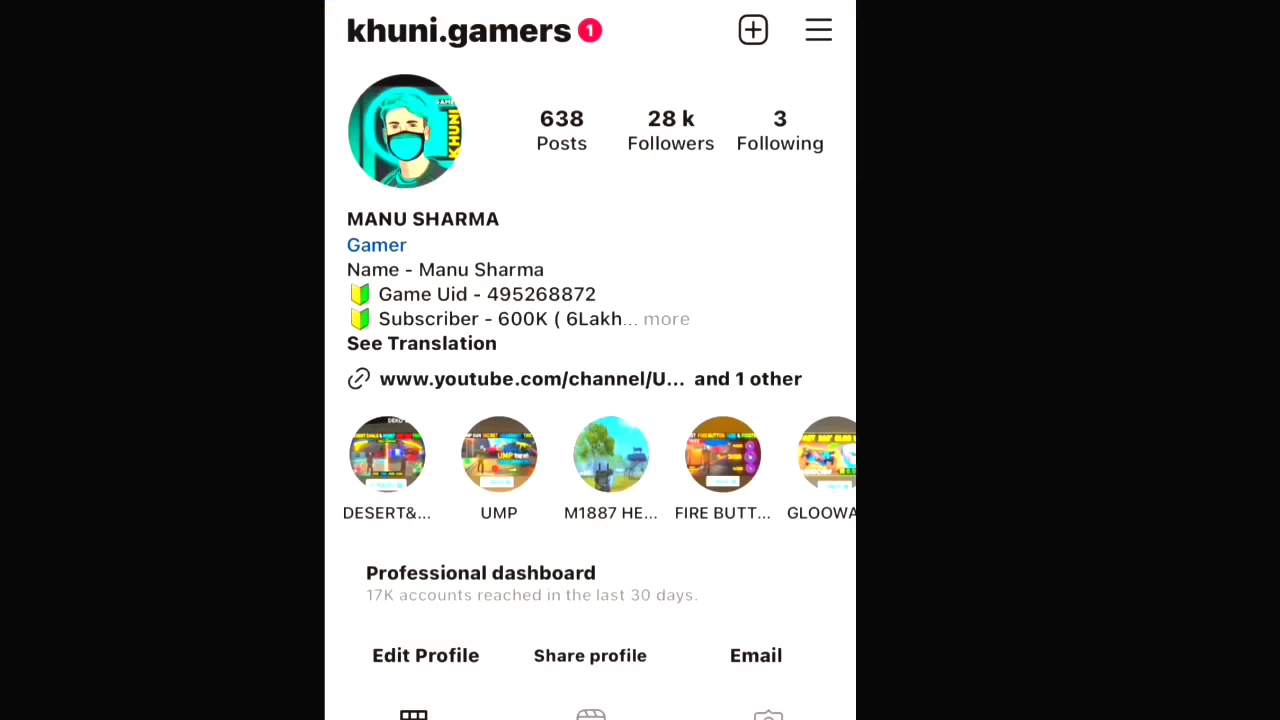 khuni.gamers 1
638 28 k 3
Posts Followers Following
KHUNI
MANU SHARMA
Gamer
Name - Manu Sharma
🔰 Game Uid - 495268872
🔰 Subscriber - 600K ( 6Lakh... more
See Translation
www.youtube.com/channel/U... and 1 other
UMP
DESERT&... UMP M1887 HE... FIRE BUTT... GLOOWA
Professional dashboard
17K accounts reached in the last 30 days.
Edit Profile Share profile Email